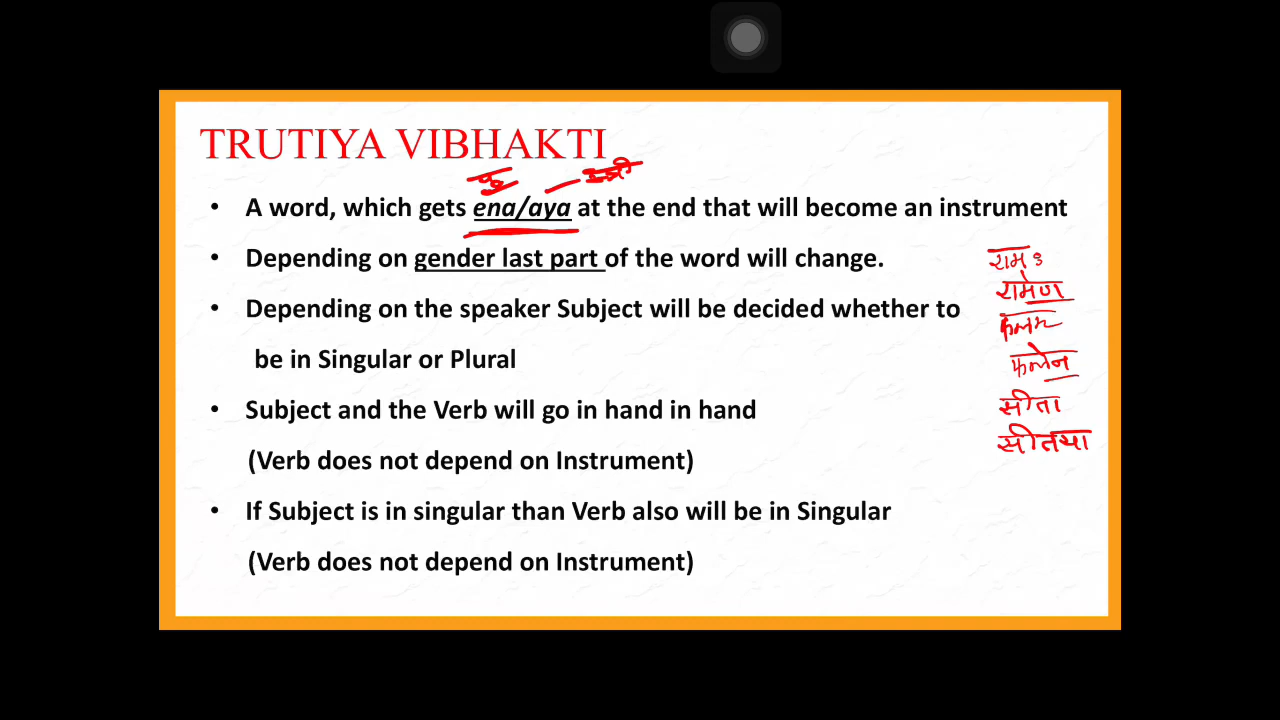 TRUTIYA VIBHAKTI
पु स्त्री
• A word, which gets ena/aya at the end that will become an instrument
• Depending on gender last part of the word will change.
• Depending on the speaker Subject will be decided whether to
be in Singular or Plural
• Subject and the Verb will go in hand in hand
(Verb does not depend on Instrument)
• If Subject is in singular than Verb also will be in Singular
(Verb does not depend on Instrument)
रामः
रामेण
फलम्
फलेन
सीता
सीतया